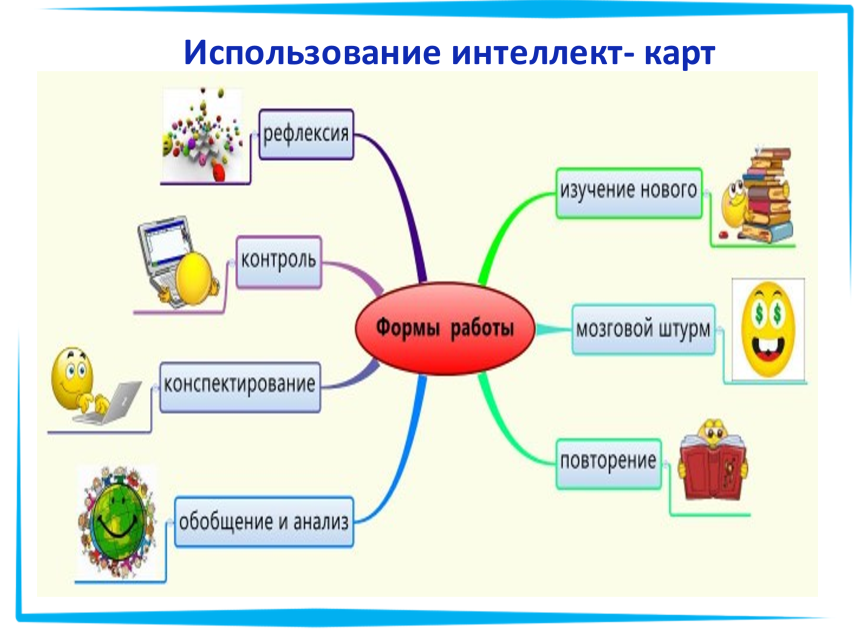 Использование интеллект- карт
рефлексия
изучение нового
контроль
Формы работы
мозговой штурм
конспектирование
повторение
обобщение и анализ